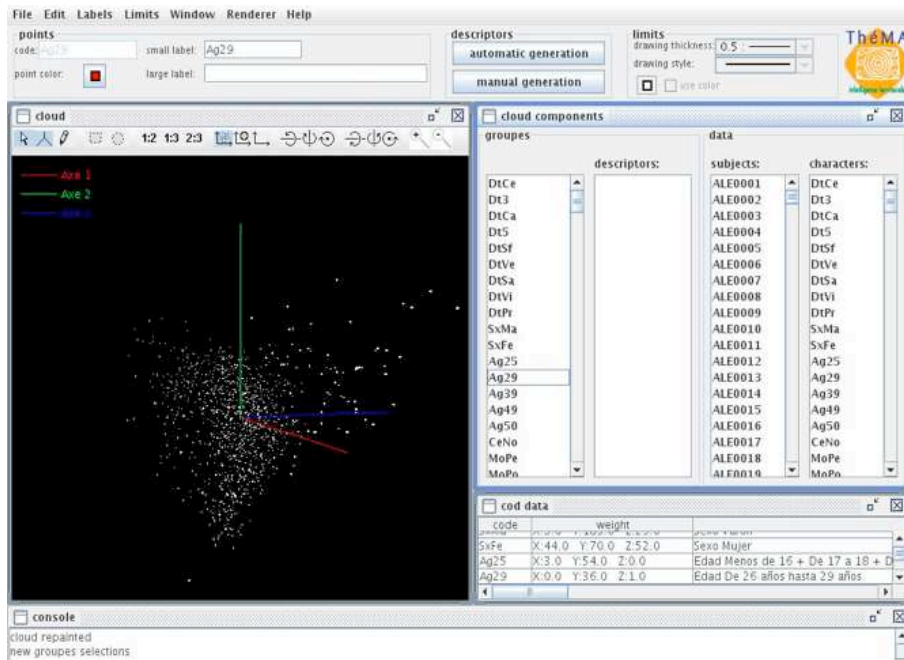 File Edit Labels Limits Window Renderer Help
points
code: Ag29 small label: Ag29
point color: large label:
descriptors
automatic generation
manual generation
limits
drawing thickness: 0.5 :
drawing style:
use color
ThéMA
cloud
1:2 1:3 2:3
Axe 1
Axe 2
cloud components
groupes data
descriptors: subjects: characters:
DtCe ALE0001 DtCe
Dt3 ALE0002 Dt3
DtCa ALE0003 DtCa
Dt5 ALE0004 Dt5
DtSf ALE0005 DtSf
DtVe ALE0006 DtVe
DtSa ALE0007 DtSa
DtVi ALE0008 DtVi
DtPr ALE0009 DtPr
SxMa ALE0010 SxMa
SxFe ALE0011 SxFe
Ag25 ALE0012 Ag25
Ag29 ALE0013 Ag29
Ag39 ALE0014 Ag39
Ag49 ALE0015 Ag49
Ag50 ALE0016 Ag50
CeNo ALE0017 CeNo
MoPe ALE0018 MoPe
MoPo ALE0019 MoPo
cod data
code weight
SxFe X:44.0 Y:70.0 Z:52.0 Sexo Mujer
Ag25 X:3.0 Y:54.0 Z:0.0 Edad Menos de 16 + De 17 a 18 + D
Ag29 X:0.0 Y:36.0 Z:1.0 Edad De 26 años hasta 29 años
console
cloud repainted
new groupes selections